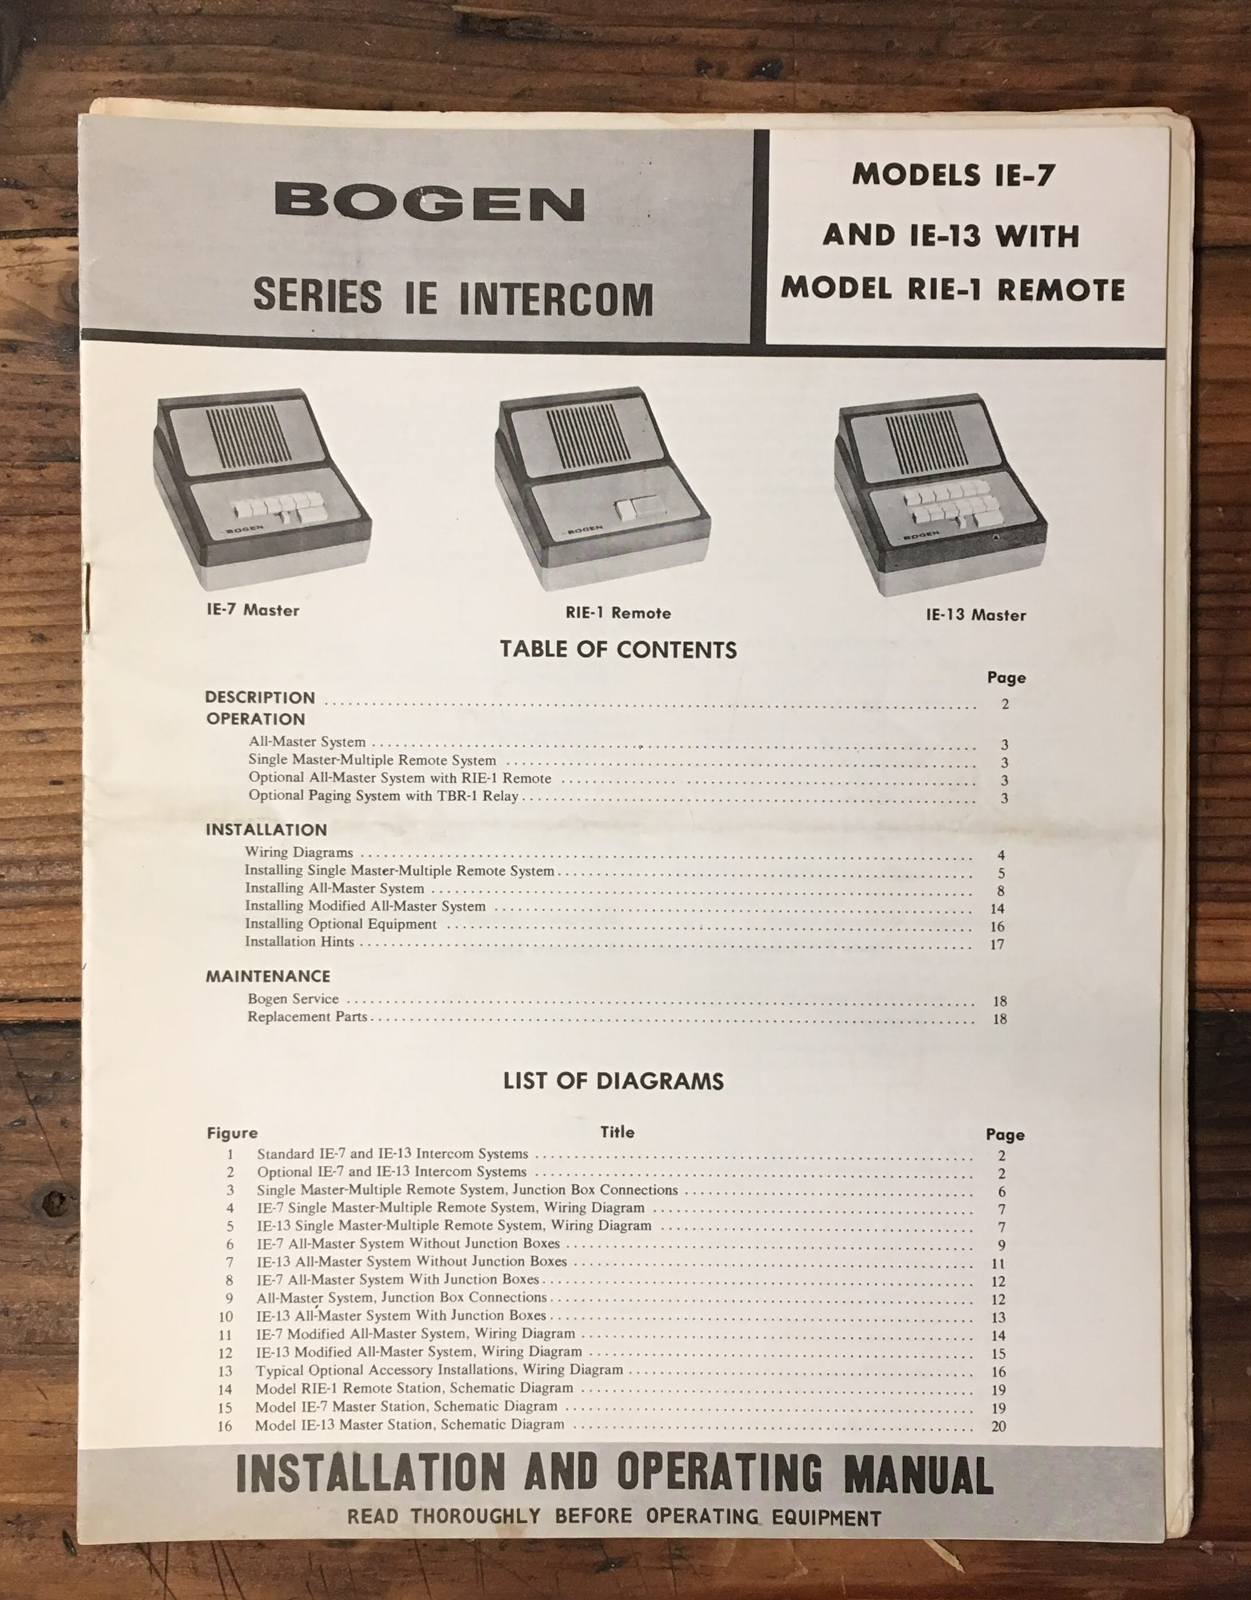 BOGEN
SERIES IE INTERCOM
MODELS IE-7
AND IE-13 WITH
MODEL RIE-1 REMOTE
BOGEN
BOGEN
BOGEN
IE-7 Master
RIE-1 Remote
IE-13 Master
TABLE OF CONTENTS
Page
DESCRIPTION 2
OPERATION
All-Master System 3
Single Master-Multiple Remote System 3
Optional All-Master System with RIE-1 Remote 3
Optional Paging System with TBR-1 Relay 3
INSTALLATION
Wiring Diagrams 4
Installing Single Master-Multiple Remote System 5
Installing All-Master System 8
Installing Modified All-Master System 14
Installing Optional Equipment 16
Installation Hints 17
MAINTENANCE
Bogen Service 18
Replacement Parts 18
LIST OF DIAGRAMS
Figure Title Page
1 Standard IE-7 and IE-13 Intercom Systems 2
2 Optional IE-7 and IE-13 Intercom Systems 2
3 Single Master-Multiple Remote System, Junction Box Connections 6
4 IE-7 Single Master-Multiple Remote System, Wiring Diagram 7
5 IE-13 Single Master-Multiple Remote System, Wiring Diagram 7
6 IE-7 All-Master System Without Junction Boxes 9
7 IE-13 All-Master System Without Junction Boxes 11
8 IE-7 All-Master System With Junction Boxes 12
9 All-Master System, Junction Box Connections 12
10 IE-13 All-Master System With Junction Boxes 13
11 IE-7 Modified All-Master System, Wiring Diagram 14
12 IE-13 Modified All-Master System, Wiring Diagram 15
13 Typical Optional Accessory Installations, Wiring Diagram 16
14 Model RIE-1 Remote Station, Schematic Diagram 19
15 Model IE-7 Master Station, Schematic Diagram 19
16 Model IE-13 Master Station, Schematic Diagram 20
INSTALLATION AND OPERATING MANUAL
READ THOROUGHLY BEFORE OPERATING EQUIPMENT